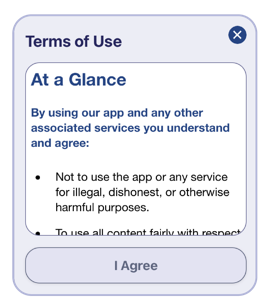 Terms of Use
At a Glance
By using our app and any other
associated services you understand
and agree:
• Not to use the app or any service
for illegal, dishonest, or otherwise
harmful purposes.
• To use all content fairly with respect
I Agree